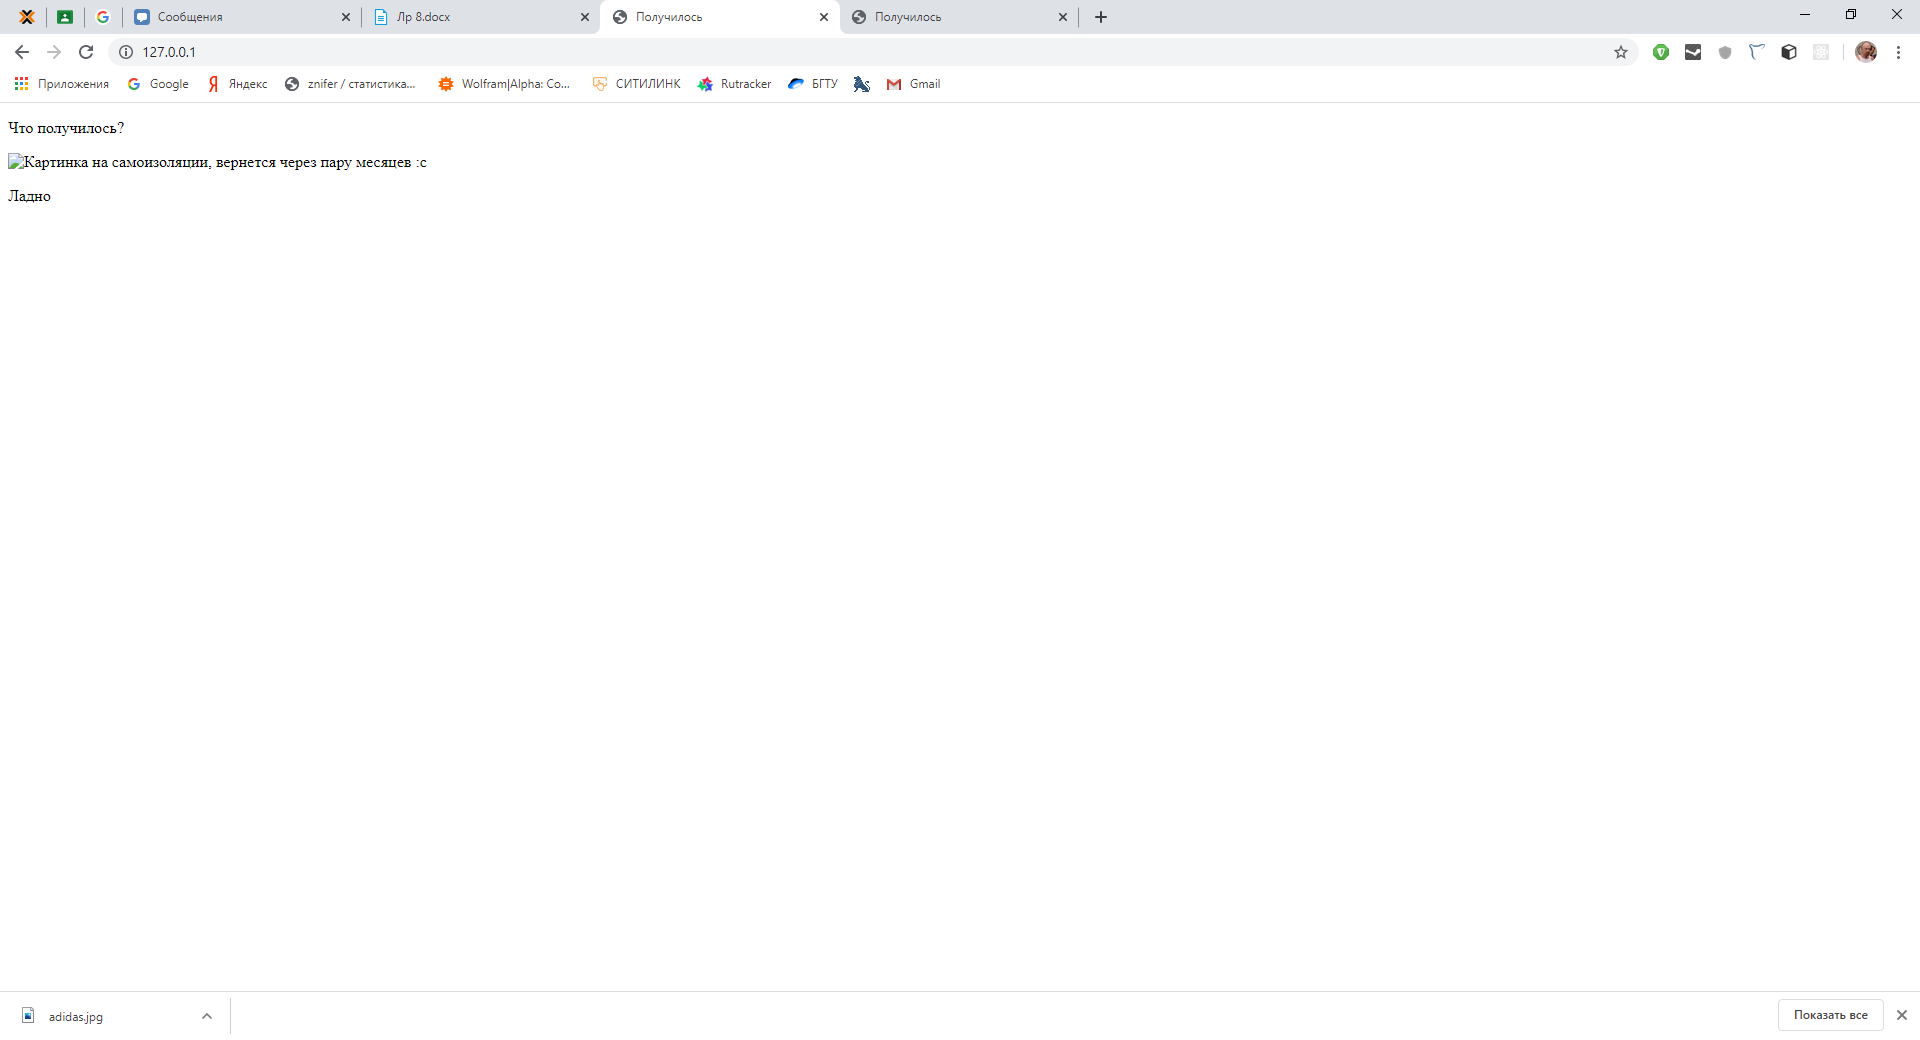 Сообщения
Лр 8.docx
Получилось
Получилось
127.0.0.1
Приложения
Google
Яндекс
znifer / статистика...
Wolfram|Alpha: Co...
СИТИЛИНК
Rutracker
БГТУ
Gmail
Что получилось?
Картинка на самоизоляции, вернется через пару месяцев :с
Ладно
adidas.jpg
Показать все